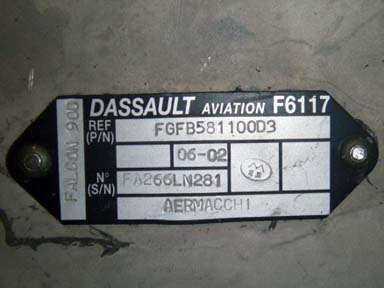 FALCON 900
DASSAULT AVIATION F6117
REF (P/N) FGFB581100D3
06-02
N° (S/N) FA266LN281
AERMACCHI